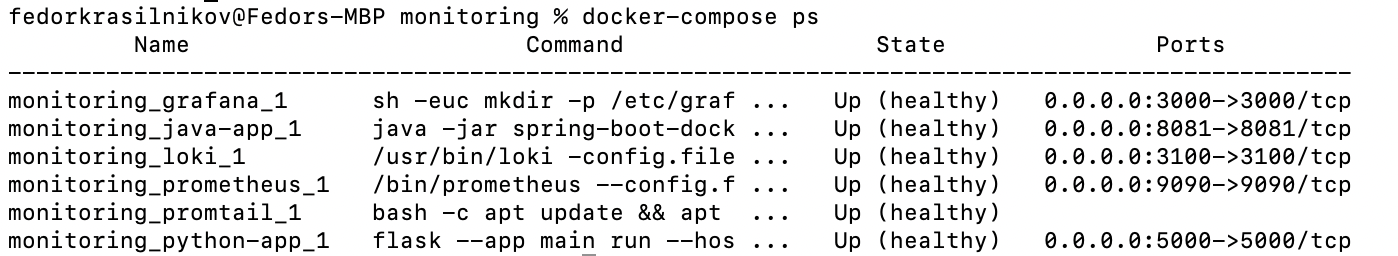 fedorkrasilnikov@Fedors-MBP monitoring % docker-compose ps
Name Command State Ports
--------------------------------------------------------------------------------------------------
monitoring_grafana_1 sh -euc mkdir -p /etc/graf ... Up (healthy) 0.0.0.0:3000->3000/tcp
monitoring_java-app_1 java -jar spring-boot-dock ... Up (healthy) 0.0.0.0:8081->8081/tcp
monitoring_loki_1 /usr/bin/loki -config.file ... Up (healthy) 0.0.0.0:3100->3100/tcp
monitoring_prometheus_1 /bin/prometheus --config.f ... Up (healthy) 0.0.0.0:9090->9090/tcp
monitoring_promtail_1 bash -c apt update && apt ... Up (healthy)
monitoring_python-app_1 flask --app main run --hos ... Up (healthy) 0.0.0.0:5000->5000/tcp